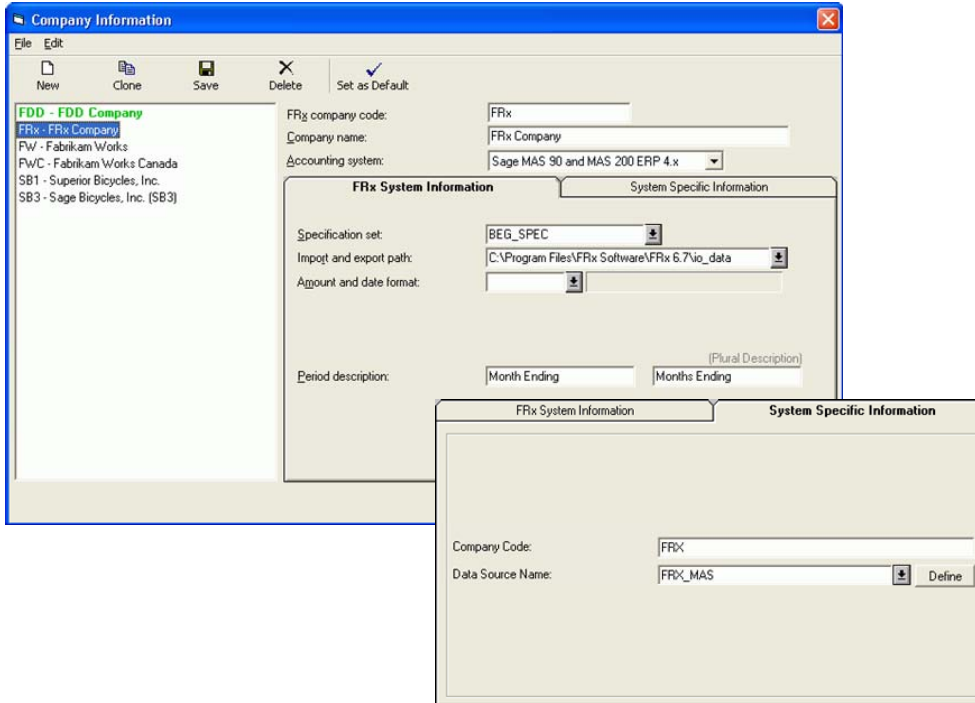 Company Information
File Edit
New Clone Save Delete Set as Default
FDD - FDD Company
FRx - FRx Company
FW - Fabrikam Works
FWC - Fabrikam Works Canada
SB1 - Superior Bicycles, Inc.
SB3 - Sage Bicycles, Inc. (SB3)
FRx company code: FRx
Company name: FRx Company
Accounting system: Sage MAS 90 and MAS 200 ERP 4.x
FRx System Information System Specific Information
Specification set: BEG_SPEC
Import and export path: C:\Program Files\FRx Software\FRx 6.7\io_data
Amount and date format:
(Plural Description)
Period description: Month Ending Months Ending
FRx System Information System Specific Information
Company Code: FRX
Data Source Name: FRX_MAS Define